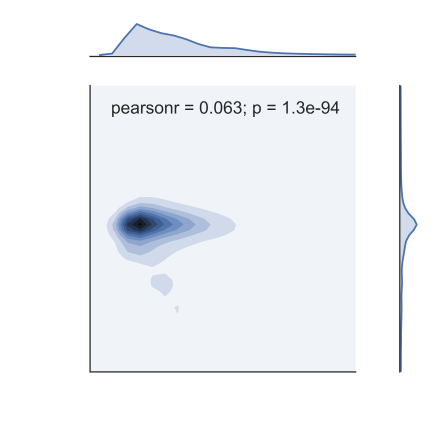 pearsonr = 0.063; p = 1.3e-94